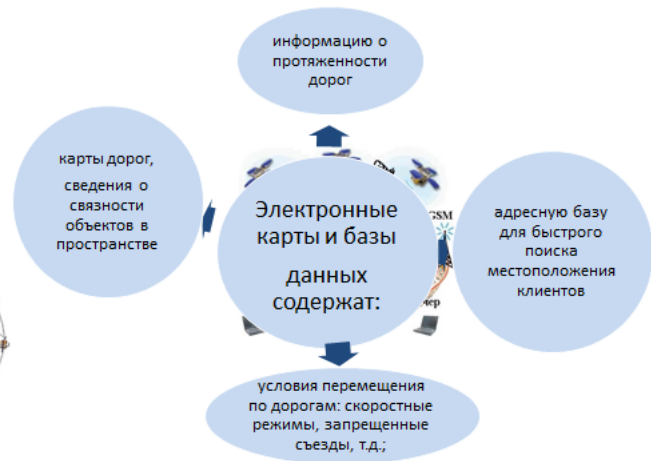 информацию о
протяженности
дорог
карты дорог,
сведения о
связности
объектов в
пространстве
Электронные
карты и базы
данных
содержат:
GSM
адресную базу
для быстрого
поиска
местоположения
клиентов
условия перемещения
по дорогам: скоростные
режимы, запрещенные
съезды, т.д.;